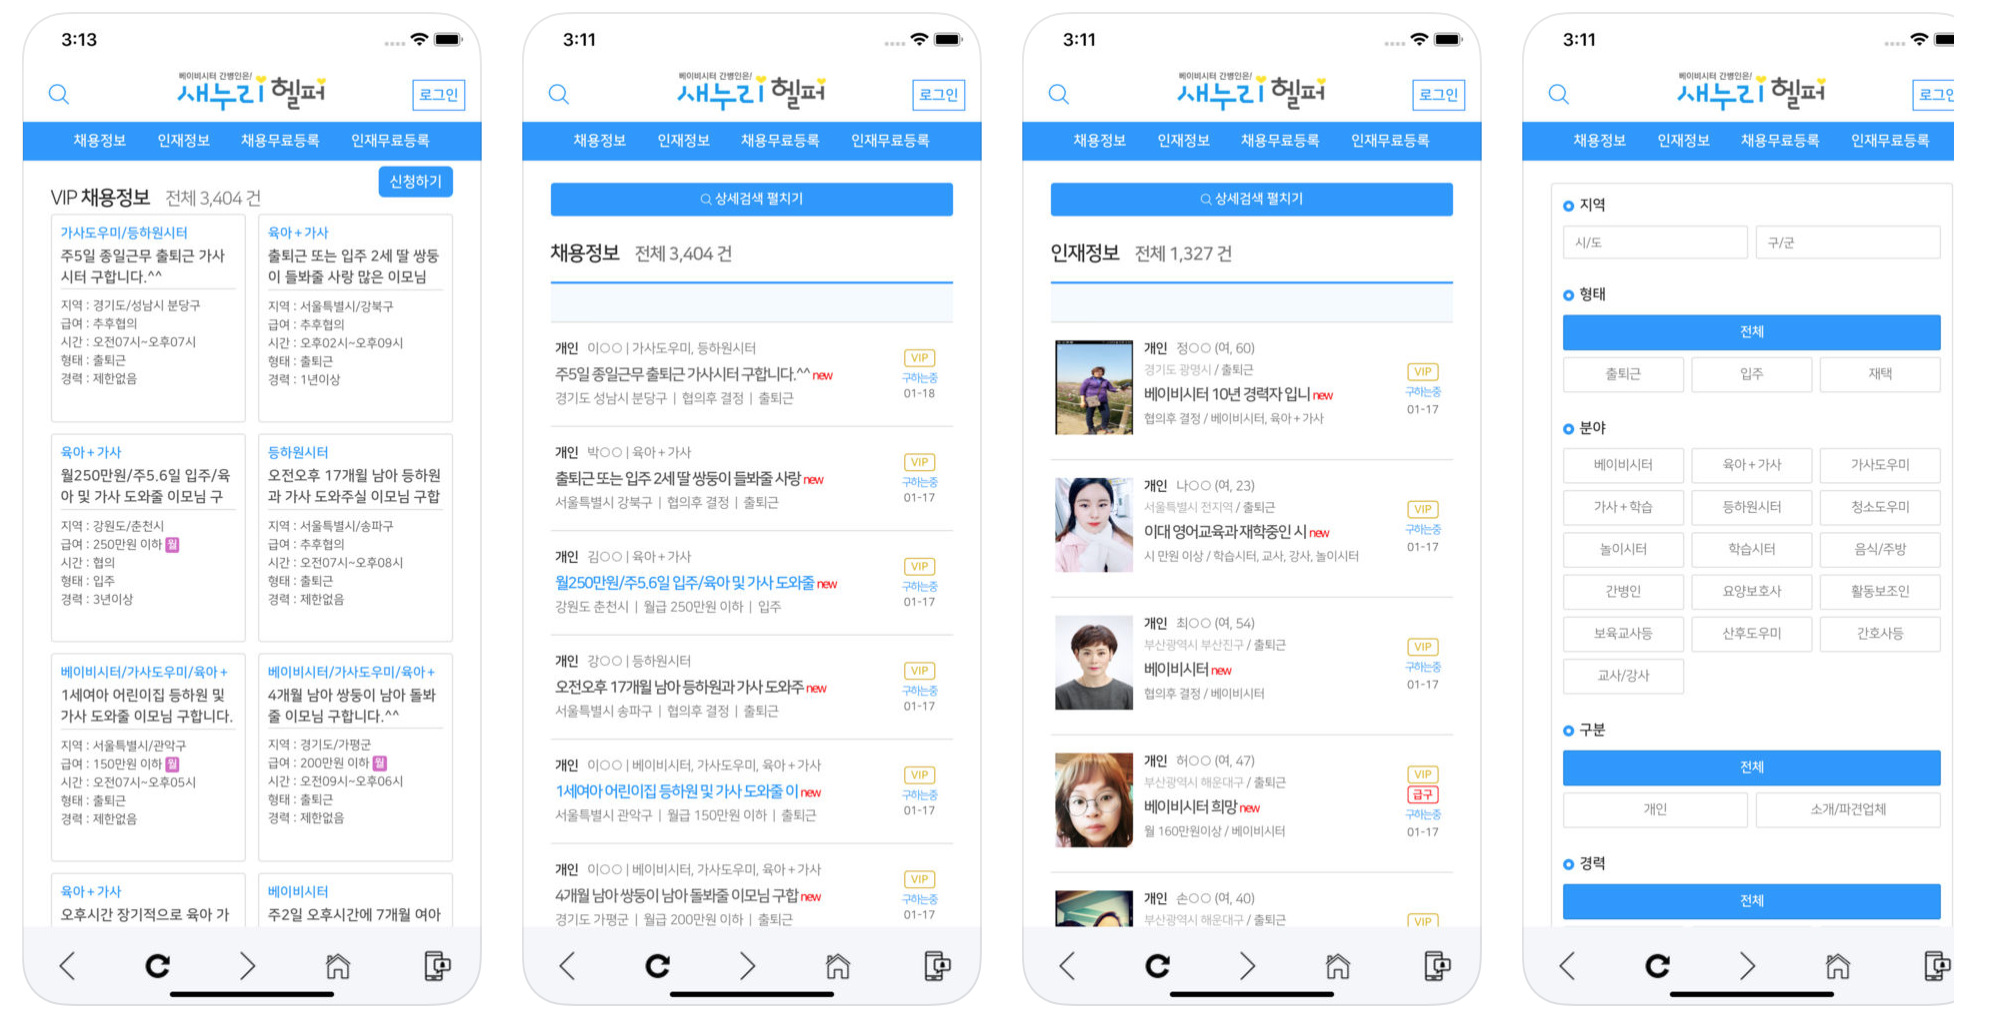 3:13
베이비시터 간병인은!
새누리 헬퍼
로그인
채용정보 인재정보 채용무료등록 인재무료등록
신청하기
VIP 채용정보 전체 3,404 건
가사도우미/등하원시터
주5일 종일근무 출퇴근 가사
시터 구합니다.^^
지역 : 경기도/성남시 분당구
급여 : 추후협의
시간 : 오전07시~오후07시
형태 : 출퇴근
경력 : 제한없음
육아+가사
출퇴근 또는 입주 2세 딸 쌍둥
이 들봐줄 사랑 많은 이모님
지역 : 서울특별시/강북구
급여 : 추후협의
시간 : 오후02시~오후09시
형태 : 출퇴근
경력 : 1년이상
육아+가사
월250만원/주5.6일 입주/육
아 및 가사 도와줄 이모님 구
지역 : 강원도/춘천시
급여 : 250만원 이하 월
시간 : 협의
형태 : 입주
경력 : 3년이상
등하원시터
오전오후 17개월 남아 등하원
과 가사 도와주실 이모님 구합
지역 : 서울특별시/송파구
급여 : 추후협의
시간 : 오전07시~오후08시
형태 : 출퇴근
경력 : 제한없음
베이비시터/가사도우미/육아+
1세여아 어린이집 등하원 및
가사 도와줄 이모님 구합니다.
지역 : 서울특별시/관악구
급여 : 150만원 이하 월
시간 : 오전07시~오후05시
형태 : 출퇴근
경력 : 제한없음
베이비시터/가사도우미/육아+
4개월 남아 쌍둥이 남아 돌봐
줄 이모님 구합니다.^^
지역 : 경기도/가평군
급여 : 200만원 이하 월
시간 : 오전09시~오후06시
형태 : 출퇴근
경력 : 제한없음
육아+가사
오후시간 장기적으로 육아 가
베이비시터
주2일 오후시간에 7개월 여아
3:11
베이비시터 간병인은!
새누리 헬퍼
로그인
채용정보 인재정보 채용무료등록 인재무료등록
상세검색 펼치기
채용정보 전체 3,404 건
개인 이○○ | 가사도우미, 등하원시터
주5일 종일근무 출퇴근 가사시터 구합니다.^^ new
경기도 성남시 분당구 | 협의후 결정 | 출퇴근
VIP
구하는중
01-18
개인 박○○ | 육아+가사
출퇴근 또는 입주 2세 딸 쌍둥이 들봐줄 사랑 new
서울특별시 강북구 | 협의후 결정 | 출퇴근
VIP
구하는중
01-17
개인 김○○ | 육아+가사
월250만원/주5.6일 입주/육아 및 가사 도와줄 new
강원도 춘천시 | 월급 250만원 이하 | 입주
VIP
구하는중
01-17
개인 강○○ | 등하원시터
오전오후 17개월 남아 등하원과 가사 도와주 new
서울특별시 송파구 | 협의후 결정 | 출퇴근
VIP
구하는중
01-17
개인 이○○ | 베이비시터, 가사도우미, 육아+가사
1세여아 어린이집 등하원 및 가사 도와줄 이 new
서울특별시 관악구 | 월급 150만원 이하 | 출퇴근
VIP
구하는중
01-17
개인 이○○ | 베이비시터, 가사도우미, 육아+가사
4개월 남아 쌍둥이 남아 돌봐줄 이모님 구합 new
경기도 가평군 | 월급 200만원 이하 | 출퇴근
VIP
구하는중
01-17
3:11
베이비시터 간병인은!
새누리 헬퍼
로그인
채용정보 인재정보 채용무료등록 인재무료등록
상세검색 펼치기
인재정보 전체 1,327 건
개인 정○○ (여, 60)
경기도 광명시 / 출퇴근
베이비시터 10년 경력자 입니 new
협의후 결정 / 베이비시터, 육아+가사
VIP
구하는중
01-17
개인 나○○ (여, 23)
서울특별시 전지역 / 출퇴근
이대 영어교육과 재학중인 시 new
시 만원 이상 / 학습시터, 교사, 강사, 놀이시터
VIP
구하는중
01-17
개인 최○○ (여, 54)
부산광역시 부산진구 / 출퇴근
베이비시터 new
협의후 결정 / 베이비시터
VIP
구하는중
01-17
개인 허○○ (여, 47)
부산광역시 해운대구 / 출퇴근
베이비시터 희망 new
월 160만원이상 / 베이비시터
VIP
급구
구하는중
01-17
개인 손○○ (여, 40)
부산광역시 해운대구 / 출퇴근
VIP
3:11
베이비시터 간병인은!
새누리 헬퍼
로그인
채용정보 인재정보 채용무료등록 인재무료등록
지역
시/도 구/군
형태
전체
출퇴근 입주 재택
분야
베이비시터 육아+가사 가사도우미
가사+학습 등하원시터 청소도우미
놀이시터 학습시터 음식/주방
간병인 요양보호사 활동보조인
보육교사등 산후도우미 간호사등
교사/강사
구분
전체
개인 소개/파견업체
경력
전체